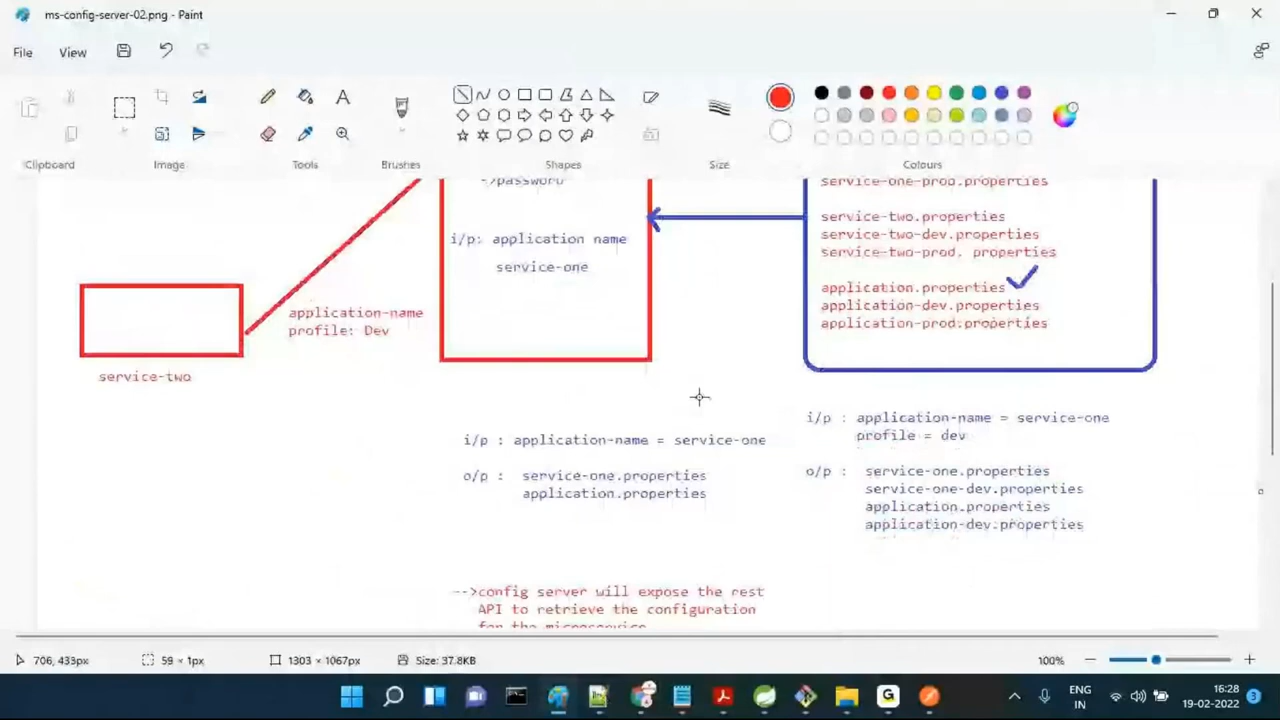 ms-config-server-02.png - Paint
File View
Clipboard Image Tools Brushes Shapes Size Colours
->password
i/p: application name
service-one
service-one-prod.properties
service-two.properties
service-two-dev.properties
service-two-prod. properties
application.properties
application-dev.properties
application-prod.properties
application-name
profile: Dev
service-two
i/p : application-name = service-one
o/p : service-one.properties
application.properties
i/p : application-name = service-one
profile = dev
o/p : service-one.properties
service-one-dev.properties
application.properties
application-dev.properties
-->config server will expose the rest
API to retrieve the configuration
for the microservice
706, 433px 59 × 1px 1303 × 1067px Size: 37.8KB 100%
ENG
IN
16:28
19-02-2022
3